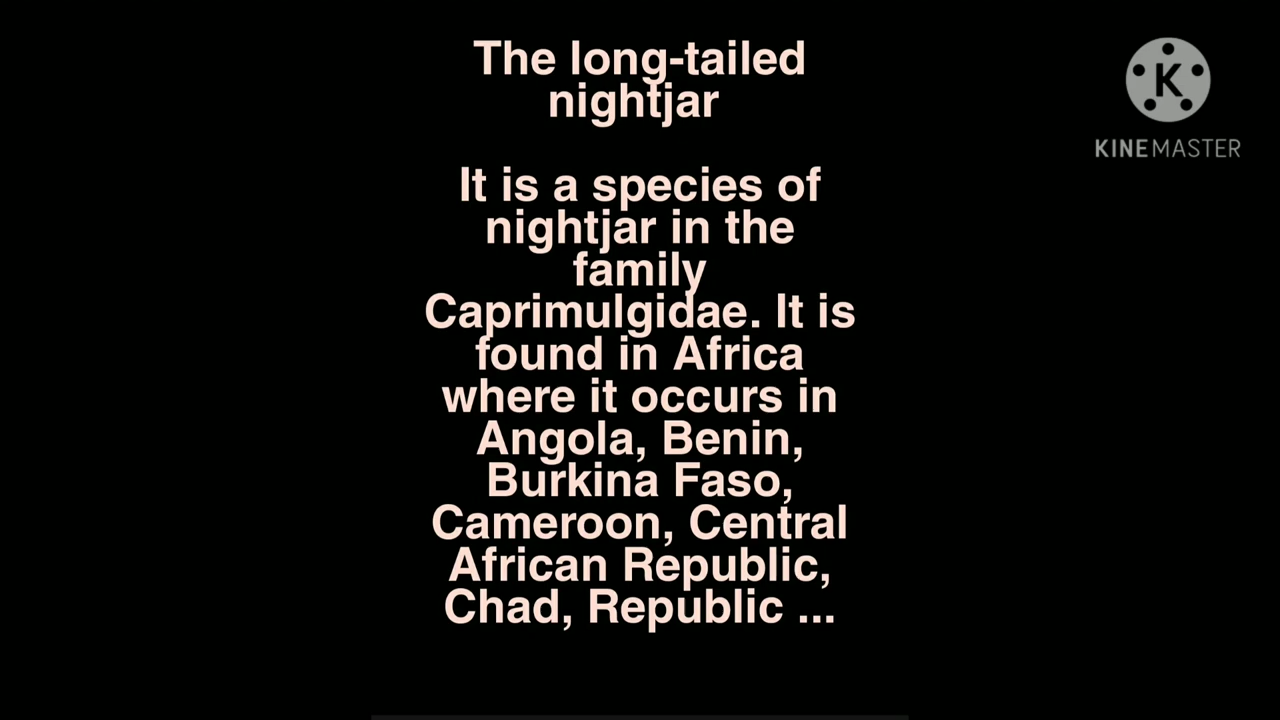 The long-tailed
nightjar
It is a species of
nightjar in the
family
Caprimulgidae. It is
found in Africa
where it occurs in
Angola, Benin,
Burkina Faso,
Cameroon, Central
African Republic,
Chad, Republic ...
K
KINEMASTER